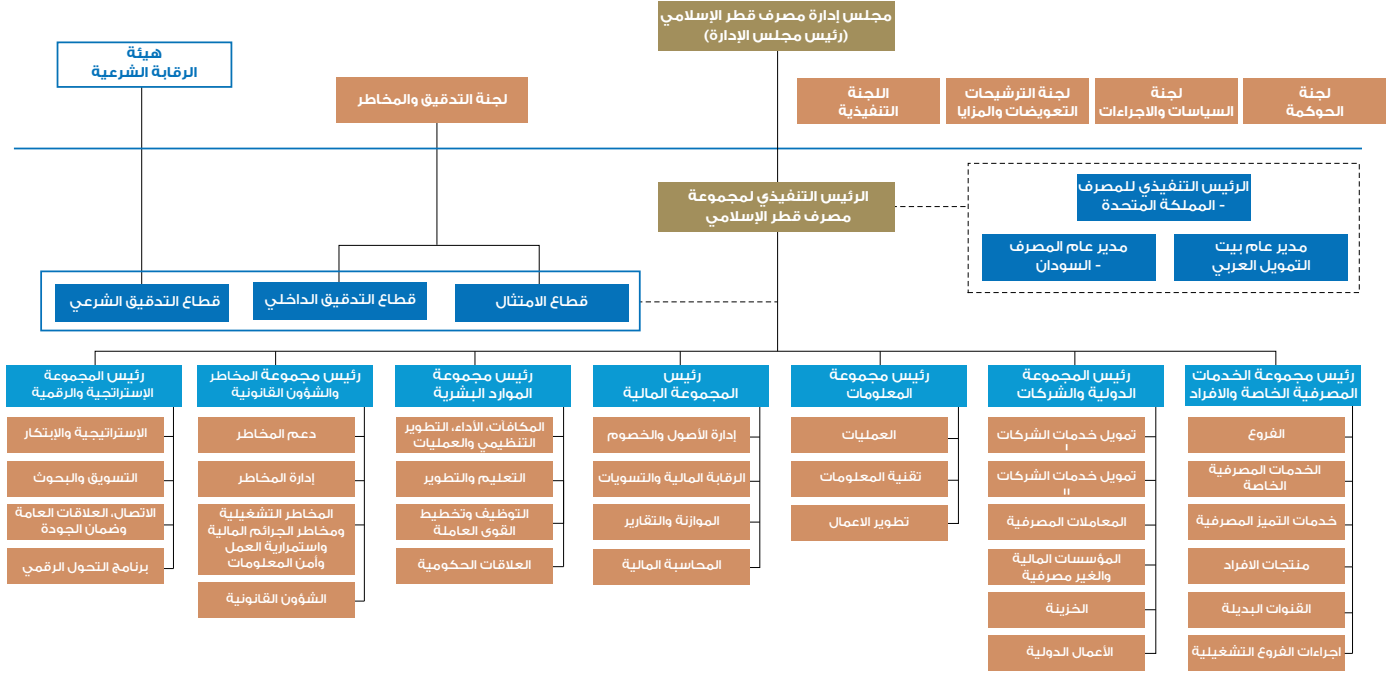 مجلس إدارة مصرف قطر الإسلامي
(رئيس مجلس الإدارة)
هيئة
الرقابة الشرعية
لجنة التدقيق والمخاطر
لجنة
الحوكمة
لجنة
السياسات والاجراءات
لجنة الترشيحات
التعويضات والمزايا
اللجنة
التنفيذية
الرئيس التنفيذي لمجموعة
مصرف قطر الإسلامي
الرئيس التنفيذي للمصرف
- المملكة المتحدة
مدير عام بيت
التمويل العربي
مدير عام المصرف
- السودان
قطاع الامتثال
قطاع التدقيق الداخلي
قطاع التدقيق الشرعي
رئيس مجموعة الخدمات
المصرفية الخاصة والافراد
الفروع
الخدمات المصرفية
الخاصة
خدمات التميز المصرفية
منتجات الافراد
القنوات البديلة
اجراءات الفروع التشغيلية
رئيس المجموعة
الدولية والشركات
تمويل خدمات الشركات
I
تمويل خدمات الشركات
II
المعاملات المصرفية
المؤسسات المالية
والغير مصرفية
الخزينة
الأعمال الدولية
رئيس مجموعة
المعلومات
العمليات
تقنية المعلومات
تطوير الاعمال
رئيس
المجموعة المالية
إدارة الأصول والخصوم
الرقابة المالية والتسويات
الموازنة والتقارير
المحاسبة المالية
رئيس مجموعة
الموارد البشرية
المكافآت، الأداء، التطوير
التنظيمي والعمليات
التعليم والتطوير
التوظيف وتخطيط
القوى العاملة
العلاقات الحكومية
رئيس مجموعة المخاطر
والشؤون القانونية
دعم المخاطر
إدارة المخاطر
المخاطر التشغيلية
ومخاطر الجرائم المالية
واستمرارية العمل
وأمن المعلومات
الشؤون القانونية
رئيس المجموعة
الإستراتجية والرقمية
الإستراتيجية والإبتكار
التسويق والبحوث
الاتصال، العلاقات العامة
وضمان الجودة
برنامج التحول الرقمي